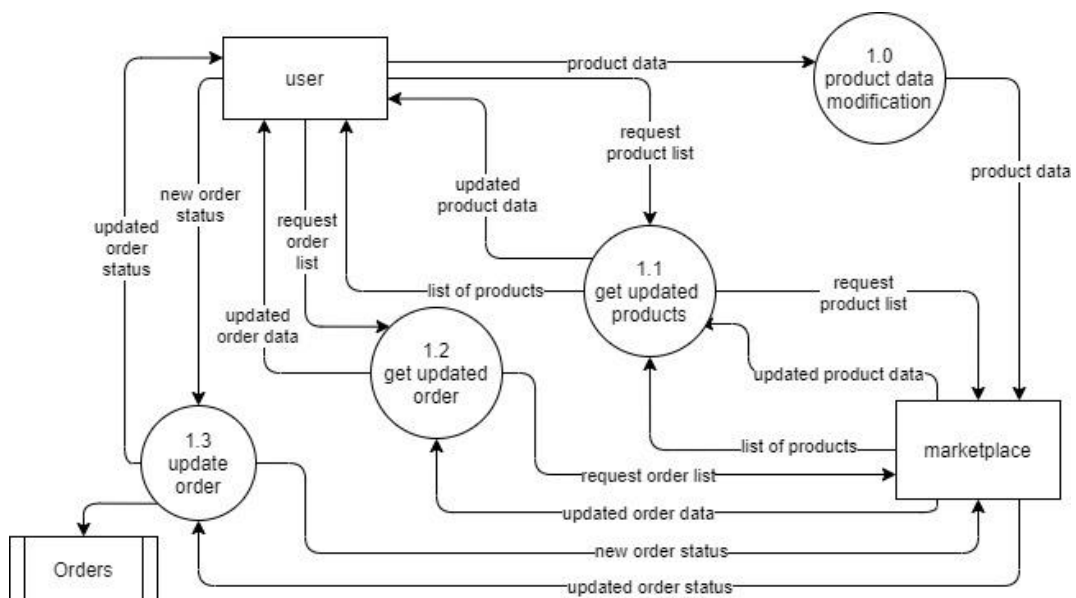 user
product data
1.0
product data
modification
request
product list
product data
updated
product data
new order
status
request
order
list
updated
order
status
1.1
get updated
products
list of products
request
product list
updated
order data
1.2
get updated
order
updated product data
1.3
update
order
list of products
marketplace
request order list
updated order data
new order status
Orders
updated order status